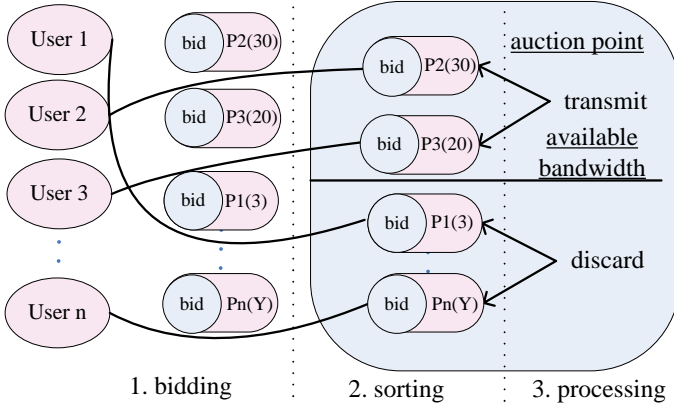 User 1
bid P2(30)
auction point
bid P2(30)
User 2
bid P3(20)
transmit
bid P3(20)
available
bandwidth
User 3
bid P1(3)
bid P1(3)
discard
User n
bid Pn(Y)
bid Pn(Y)
1. bidding
2. sorting
3. processing